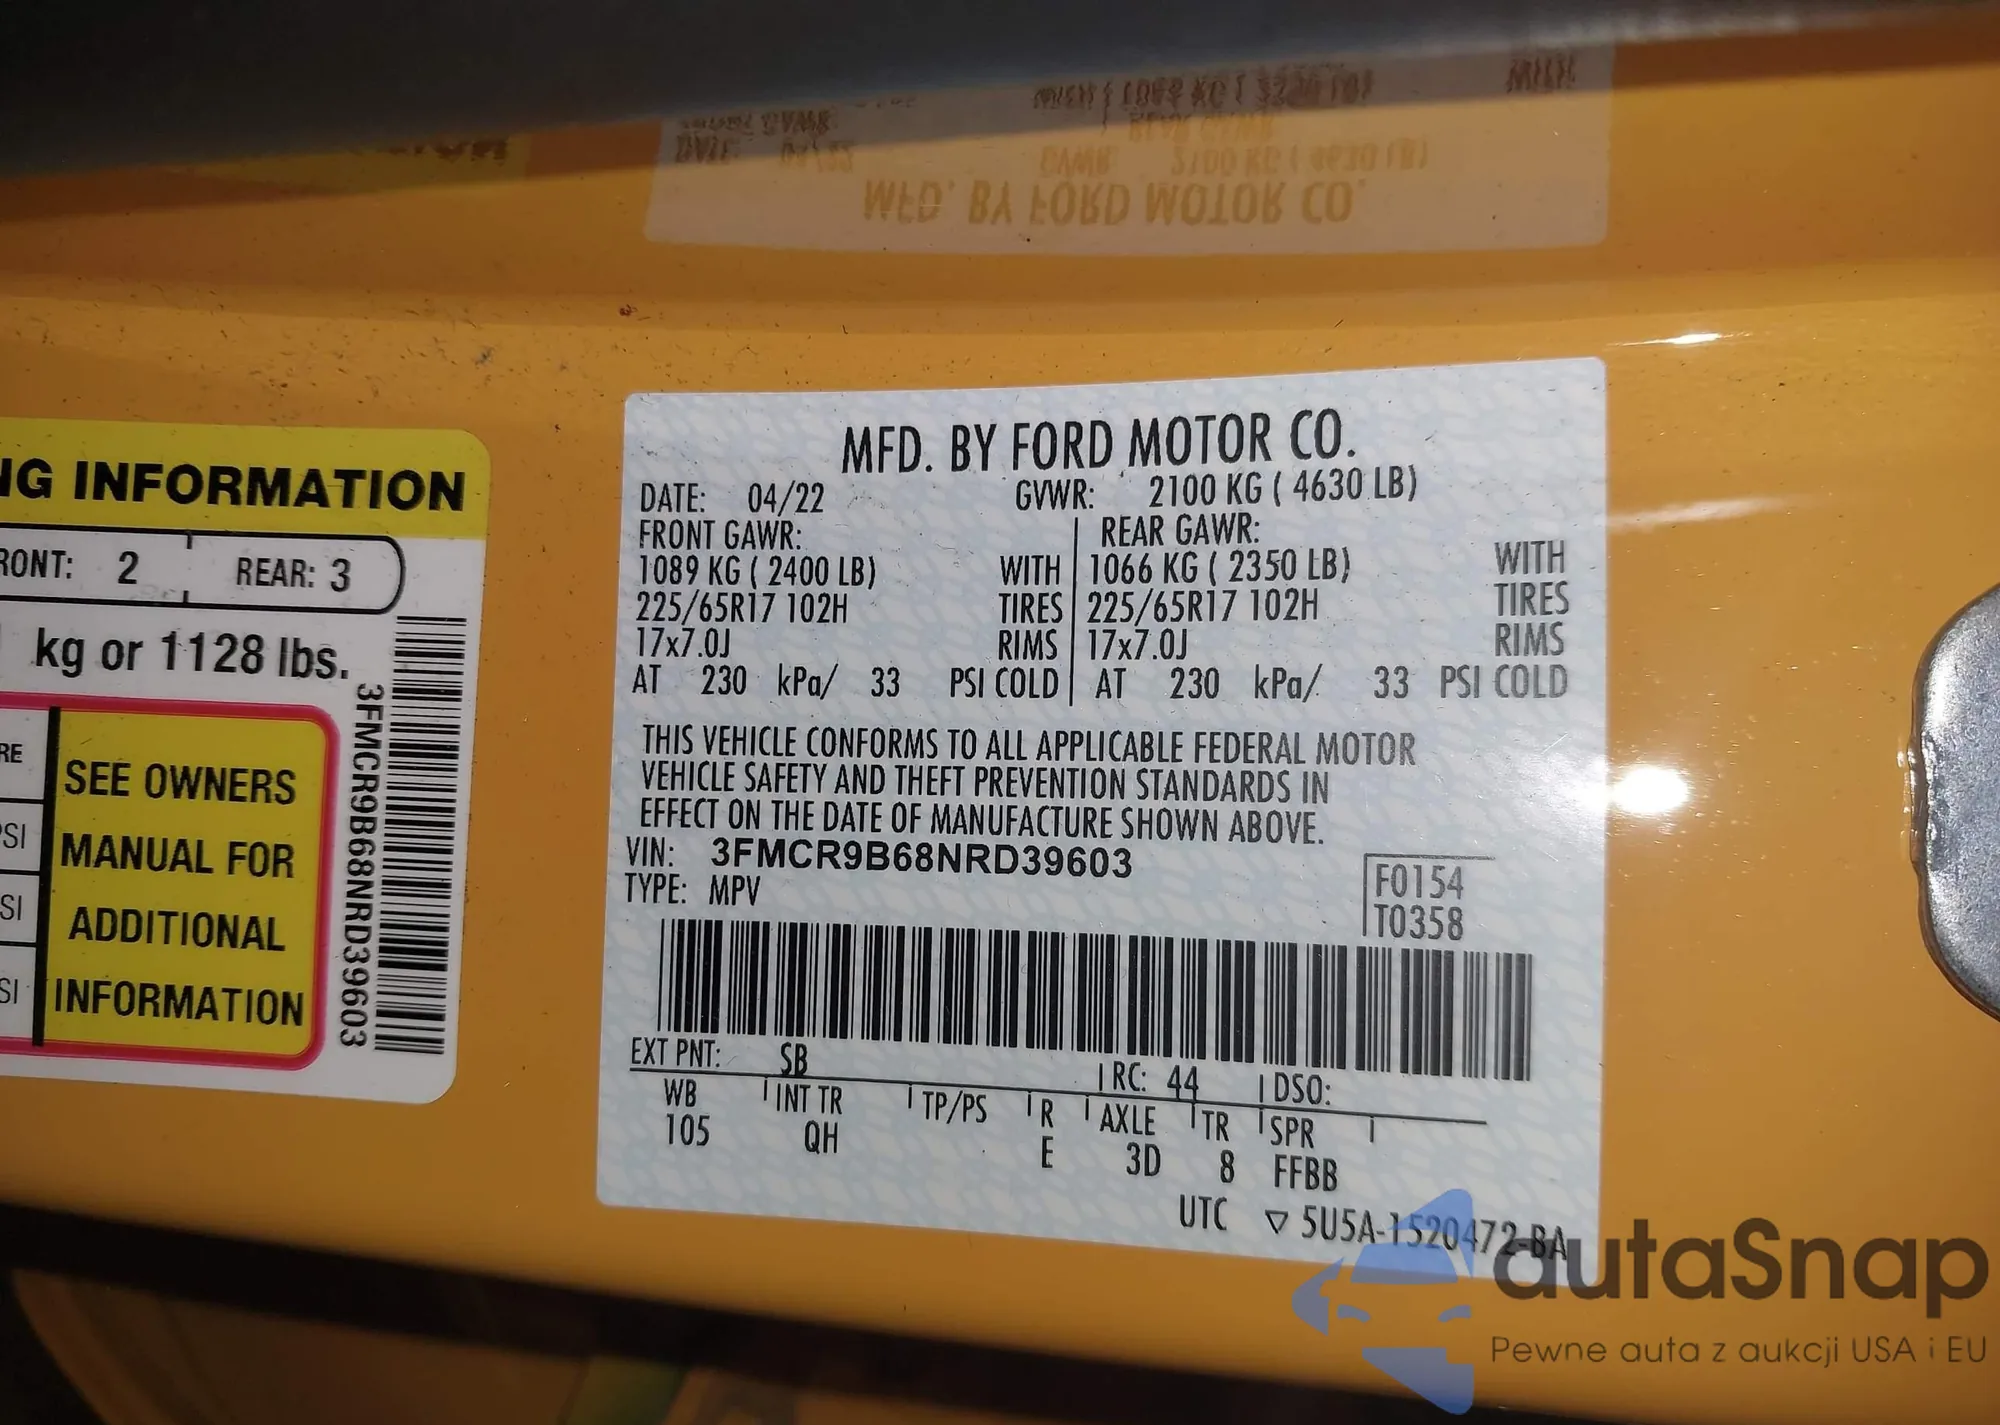 NG INFORMATION
RONT: 2 REAR: 3
kg or 1128 lbs.
RE
PSI
SI
SI
SEE OWNERS
MANUAL FOR
ADDITIONAL
INFORMATION
3FMCR9B68NRD39603
MFD. BY FORD MOTOR CO.
DATE: 04/22 GVWR: 2100 KG ( 4630 LB)
FRONT GAWR: REAR GAWR:
1089 KG ( 2400 LB) WITH 1066 KG ( 2350 LB) WITH
225/65R17 102H TIRES 225/65R17 102H TIRES
17x7.0J RIMS 17x7.0J RIMS
AT 230 kPa/ 33 PSI COLD AT 230 kPa/ 33 PSI COLD
THIS VEHICLE CONFORMS TO ALL APPLICABLE FEDERAL MOTOR
VEHICLE SAFETY AND THEFT PREVENTION STANDARDS IN
EFFECT ON THE DATE OF MANUFACTURE SHOWN ABOVE.
VIN: 3FMCR9B68NRD39603
TYPE: MPV
F0154
T0358
EXT PNT: SB RC: 44 DSO:
WB INT TR TP/PS R AXLE TR SPR
105 QH E 3D 8 FFBB
UTC ▽ 5U5A-1520472-BA
autaSnap
Pewne auta z aukcji USA i EU